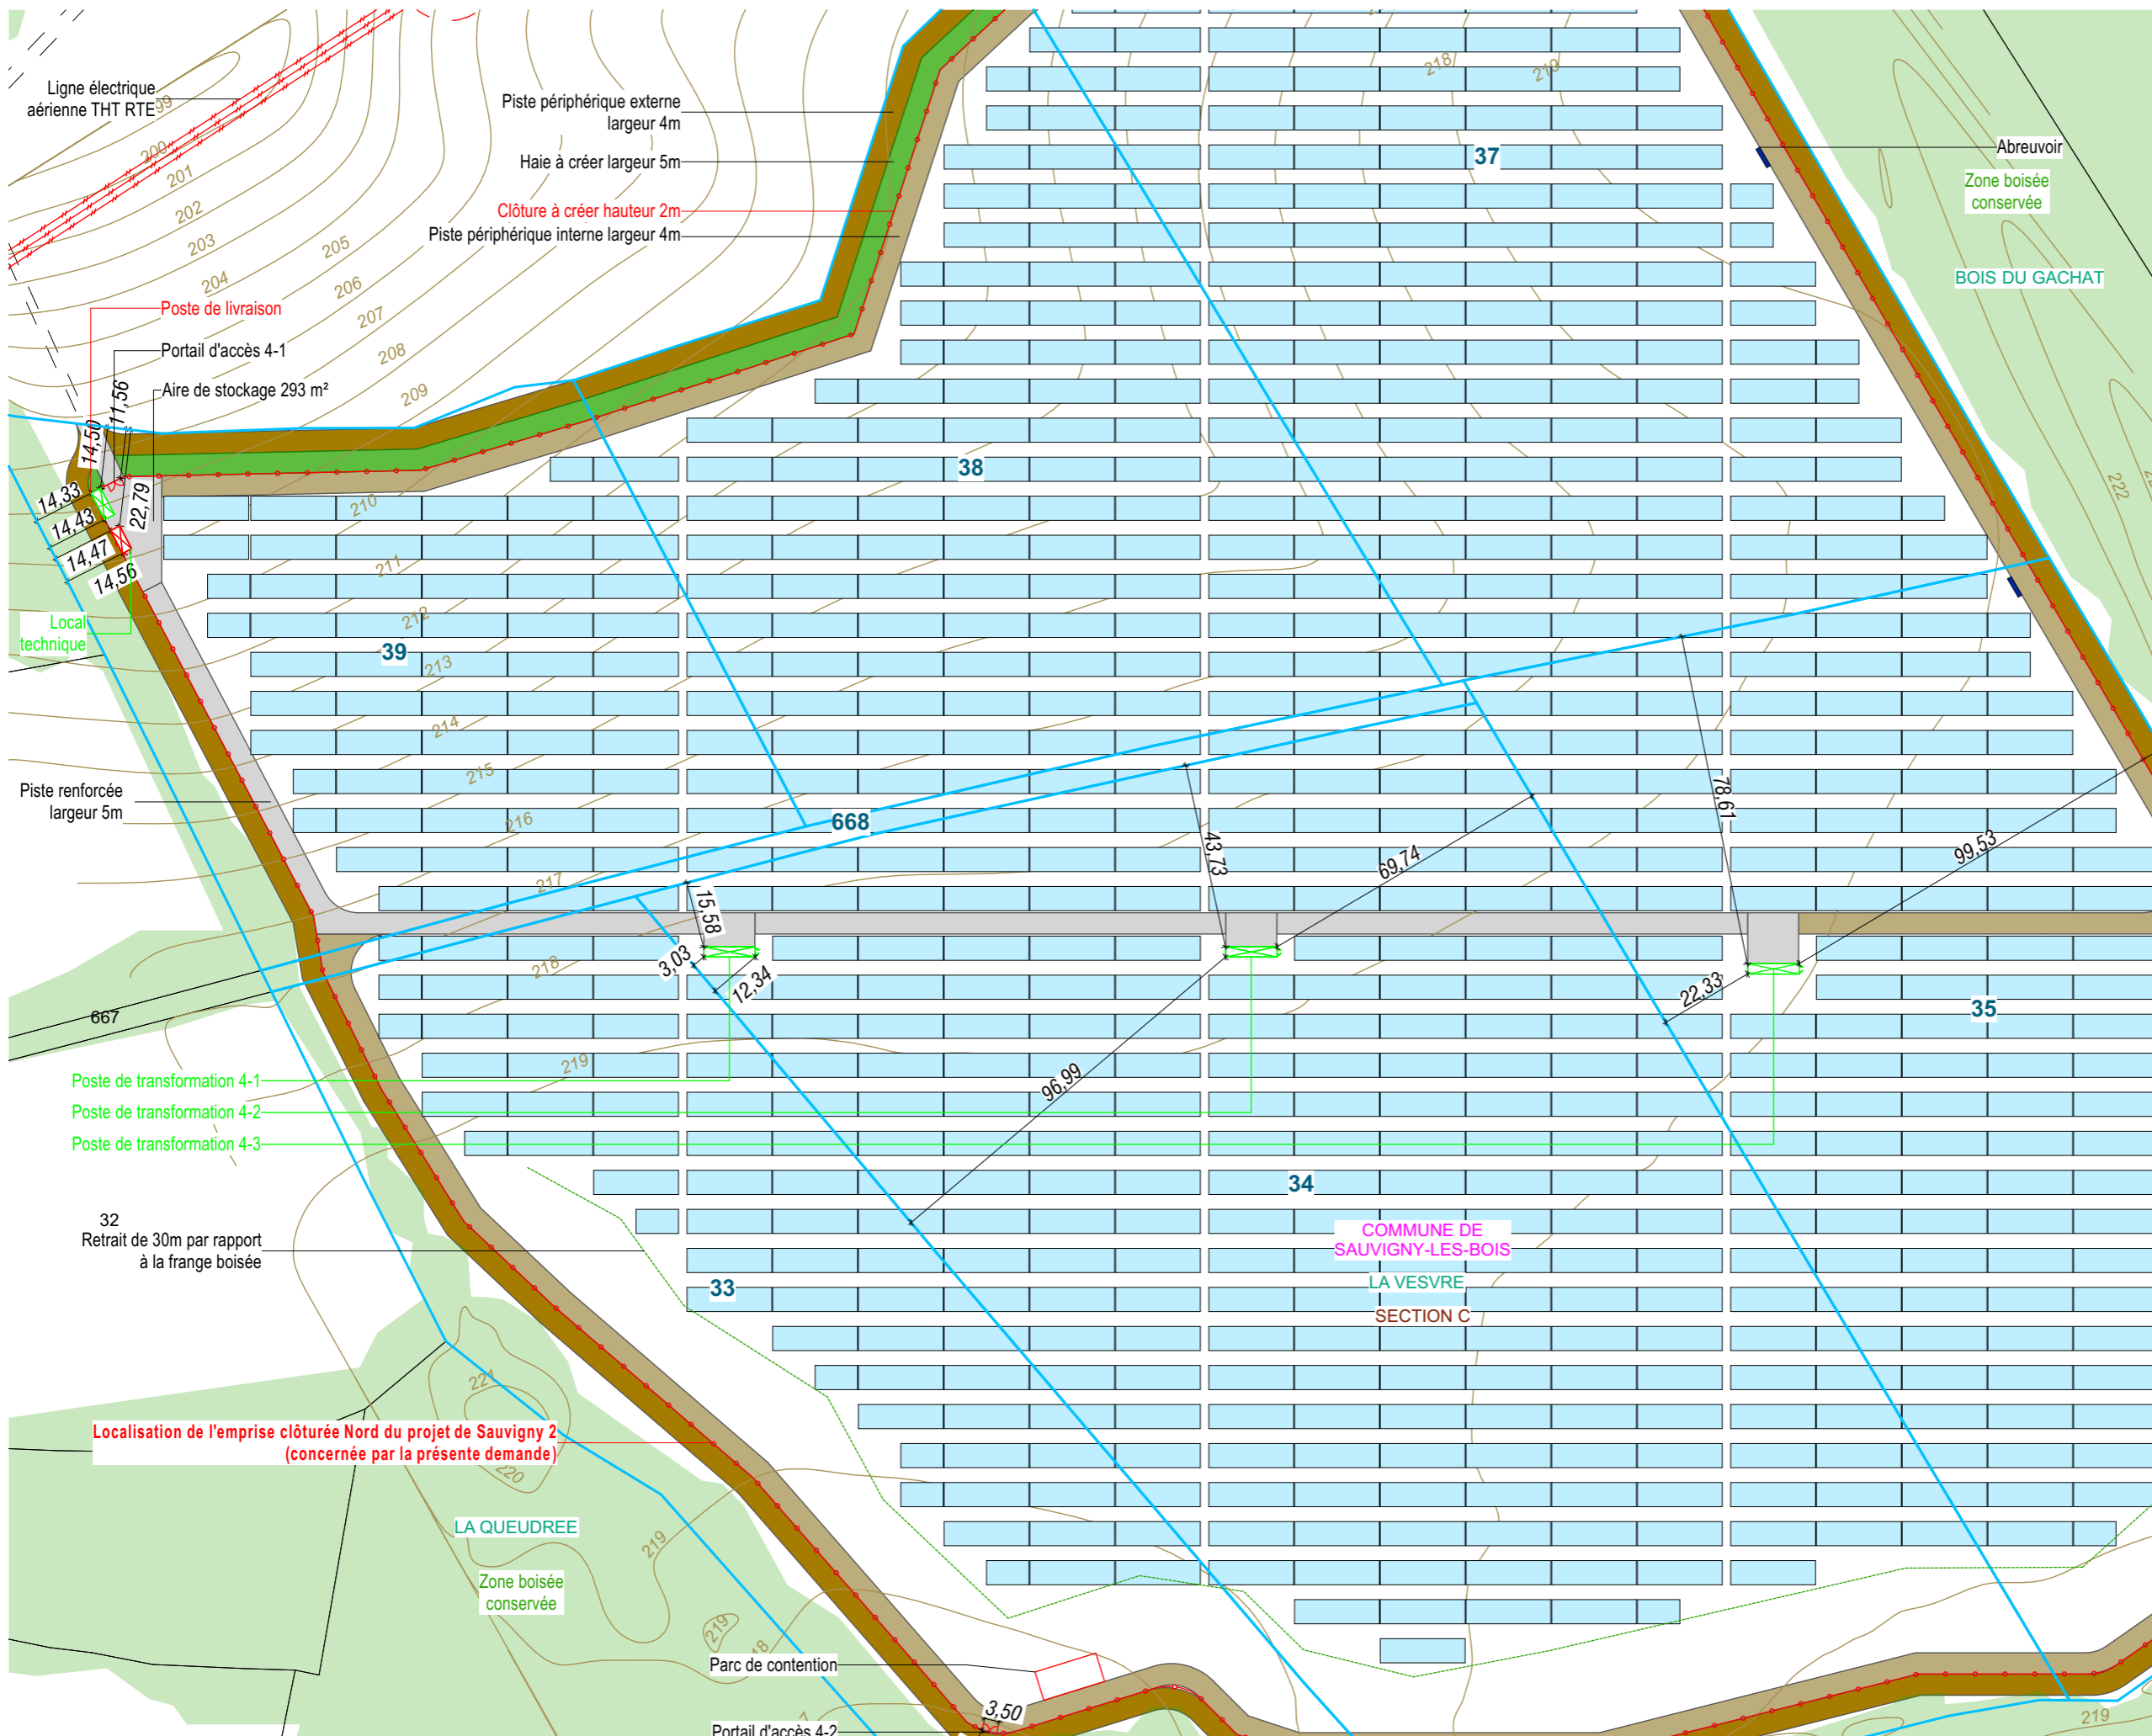 Ligne électrique
aérienne THT RTE
99
200
201
202
203
204
205
206
207
208
209
Piste périphérique externe
largeur 4m
Haie à créer largeur 5m
Clôture à créer hauteur 2m
Piste périphérique interne largeur 4m
218
219
37
Abreuvoir
Zone boisée
conservée
BOIS DU GACHAT
Poste de livraison
Portail d'accès 4-1
Aire de stockage 293 m²
11,56
14,50
22,79
14,33
14,43
14,47
14,56
38
222
210
211
212
213
214
215
216
217
218
219
Local
technique
39
Piste renforcée
largeur 5m
668
15,58
3,03
12,34
43,73
69,74
78,61
99,53
22,33
96,99
35
667
Poste de transformation 4-1
Poste de transformation 4-2
Poste de transformation 4-3
32
Retrait de 30m par rapport
à la frange boisée
34
COMMUNE DE
SAUVIGNY-LES-BOIS
LA VESVRE
SECTION C
33
221
220
Localisation de l'emprise clôturée Nord du projet de Sauvigny 2
(concernée par la présente demande)
LA QUEUDREE
219
Zone boisée
conservée
219
18
Parc de contention
3,50
Portail d'accès 4-2
219